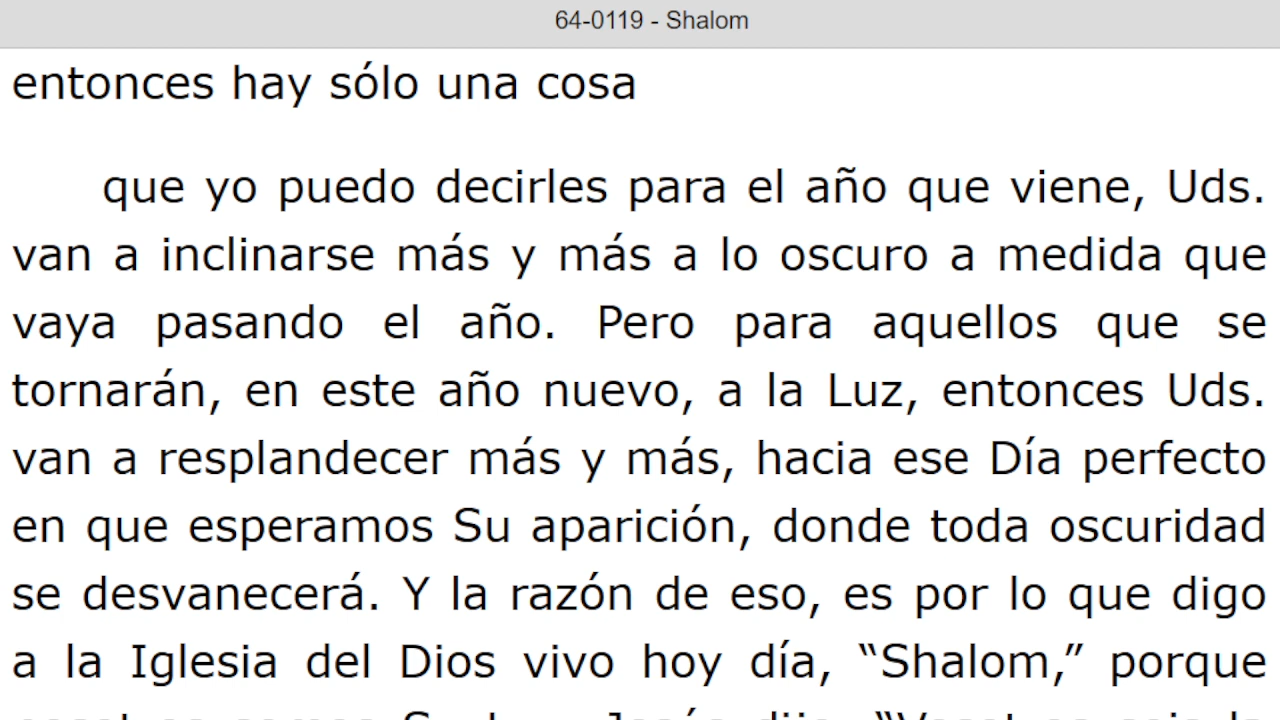 64-0119 - Shalom
entonces hay sólo una cosa
que yo puedo decirles para el año que viene, Uds.
van a inclinarse más y más a lo oscuro a medida que
vaya pasando el año. Pero para aquellos que se
tornarán, en este año nuevo, a la Luz, entonces Uds.
van a resplandecer más y más, hacia ese Día perfecto
en que esperamos Su aparición, donde toda oscuridad
se desvanecerá. Y la razón de eso, es por lo que digo
a la Iglesia del Dios vivo hoy día, “Shalom,” porque